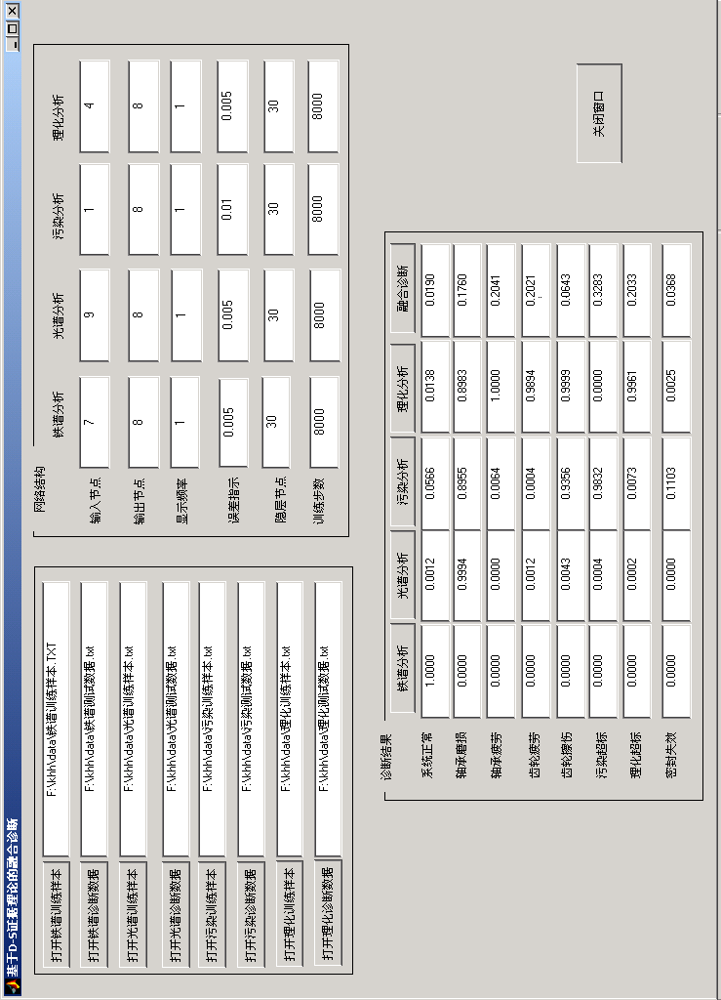 基于D-S证据理论的融合诊断
打开铁谱训练样本 F:\khh\data\铁谱训练样本.TXT
打开铁谱诊断数据 F:\khh\data\铁谱测试数据.txt
打开光谱训练样本 F:\khh\data\光谱训练样本.txt
打开光谱诊断数据 F:\khh\data\光谱测试数据.txt
打开污染训练样本 F:\khh\data\污染训练样本.txt
打开污染诊断数据 F:\khh\data\污染测试数据.txt
打开理化训练样本 F:\khh\data\理化训练样本.txt
打开理化诊断数据 F:\khh\data\理化测试数据.txt
网络结构
铁谱分析 光谱分析 污染分析 理化分析
输入节点 7 9 1 4
输出节点 8 8 8 8
显示频率 1 1 1 1
误差指示 0.005 0.005 0.01 0.005
隐层节点 30 30 30 30
训练步数 8000 8000 8000 8000
诊断结果
铁谱分析 光谱分析 污染分析 理化分析 融合诊断
系统正常 1.0000 0.0012 0.0566 0.0138 0.0190
轴承磨损 0.0000 0.9994 0.8955 0.8983 0.1760
轴承疲劳 0.0000 0.0000 0.0064 1.0000 0.2041
齿轮疲劳 0.0000 0.0012 0.0004 0.9894 0.2021
齿轮擦伤 0.0000 0.0043 0.9356 0.9999 0.0643
污染超标 0.0000 0.0004 0.9832 0.0000 0.3283
理化超标 0.0000 0.0002 0.0073 0.9961 0.2033
密封失效 0.0000 0.0000 0.1103 0.0025 0.0368
关闭窗口